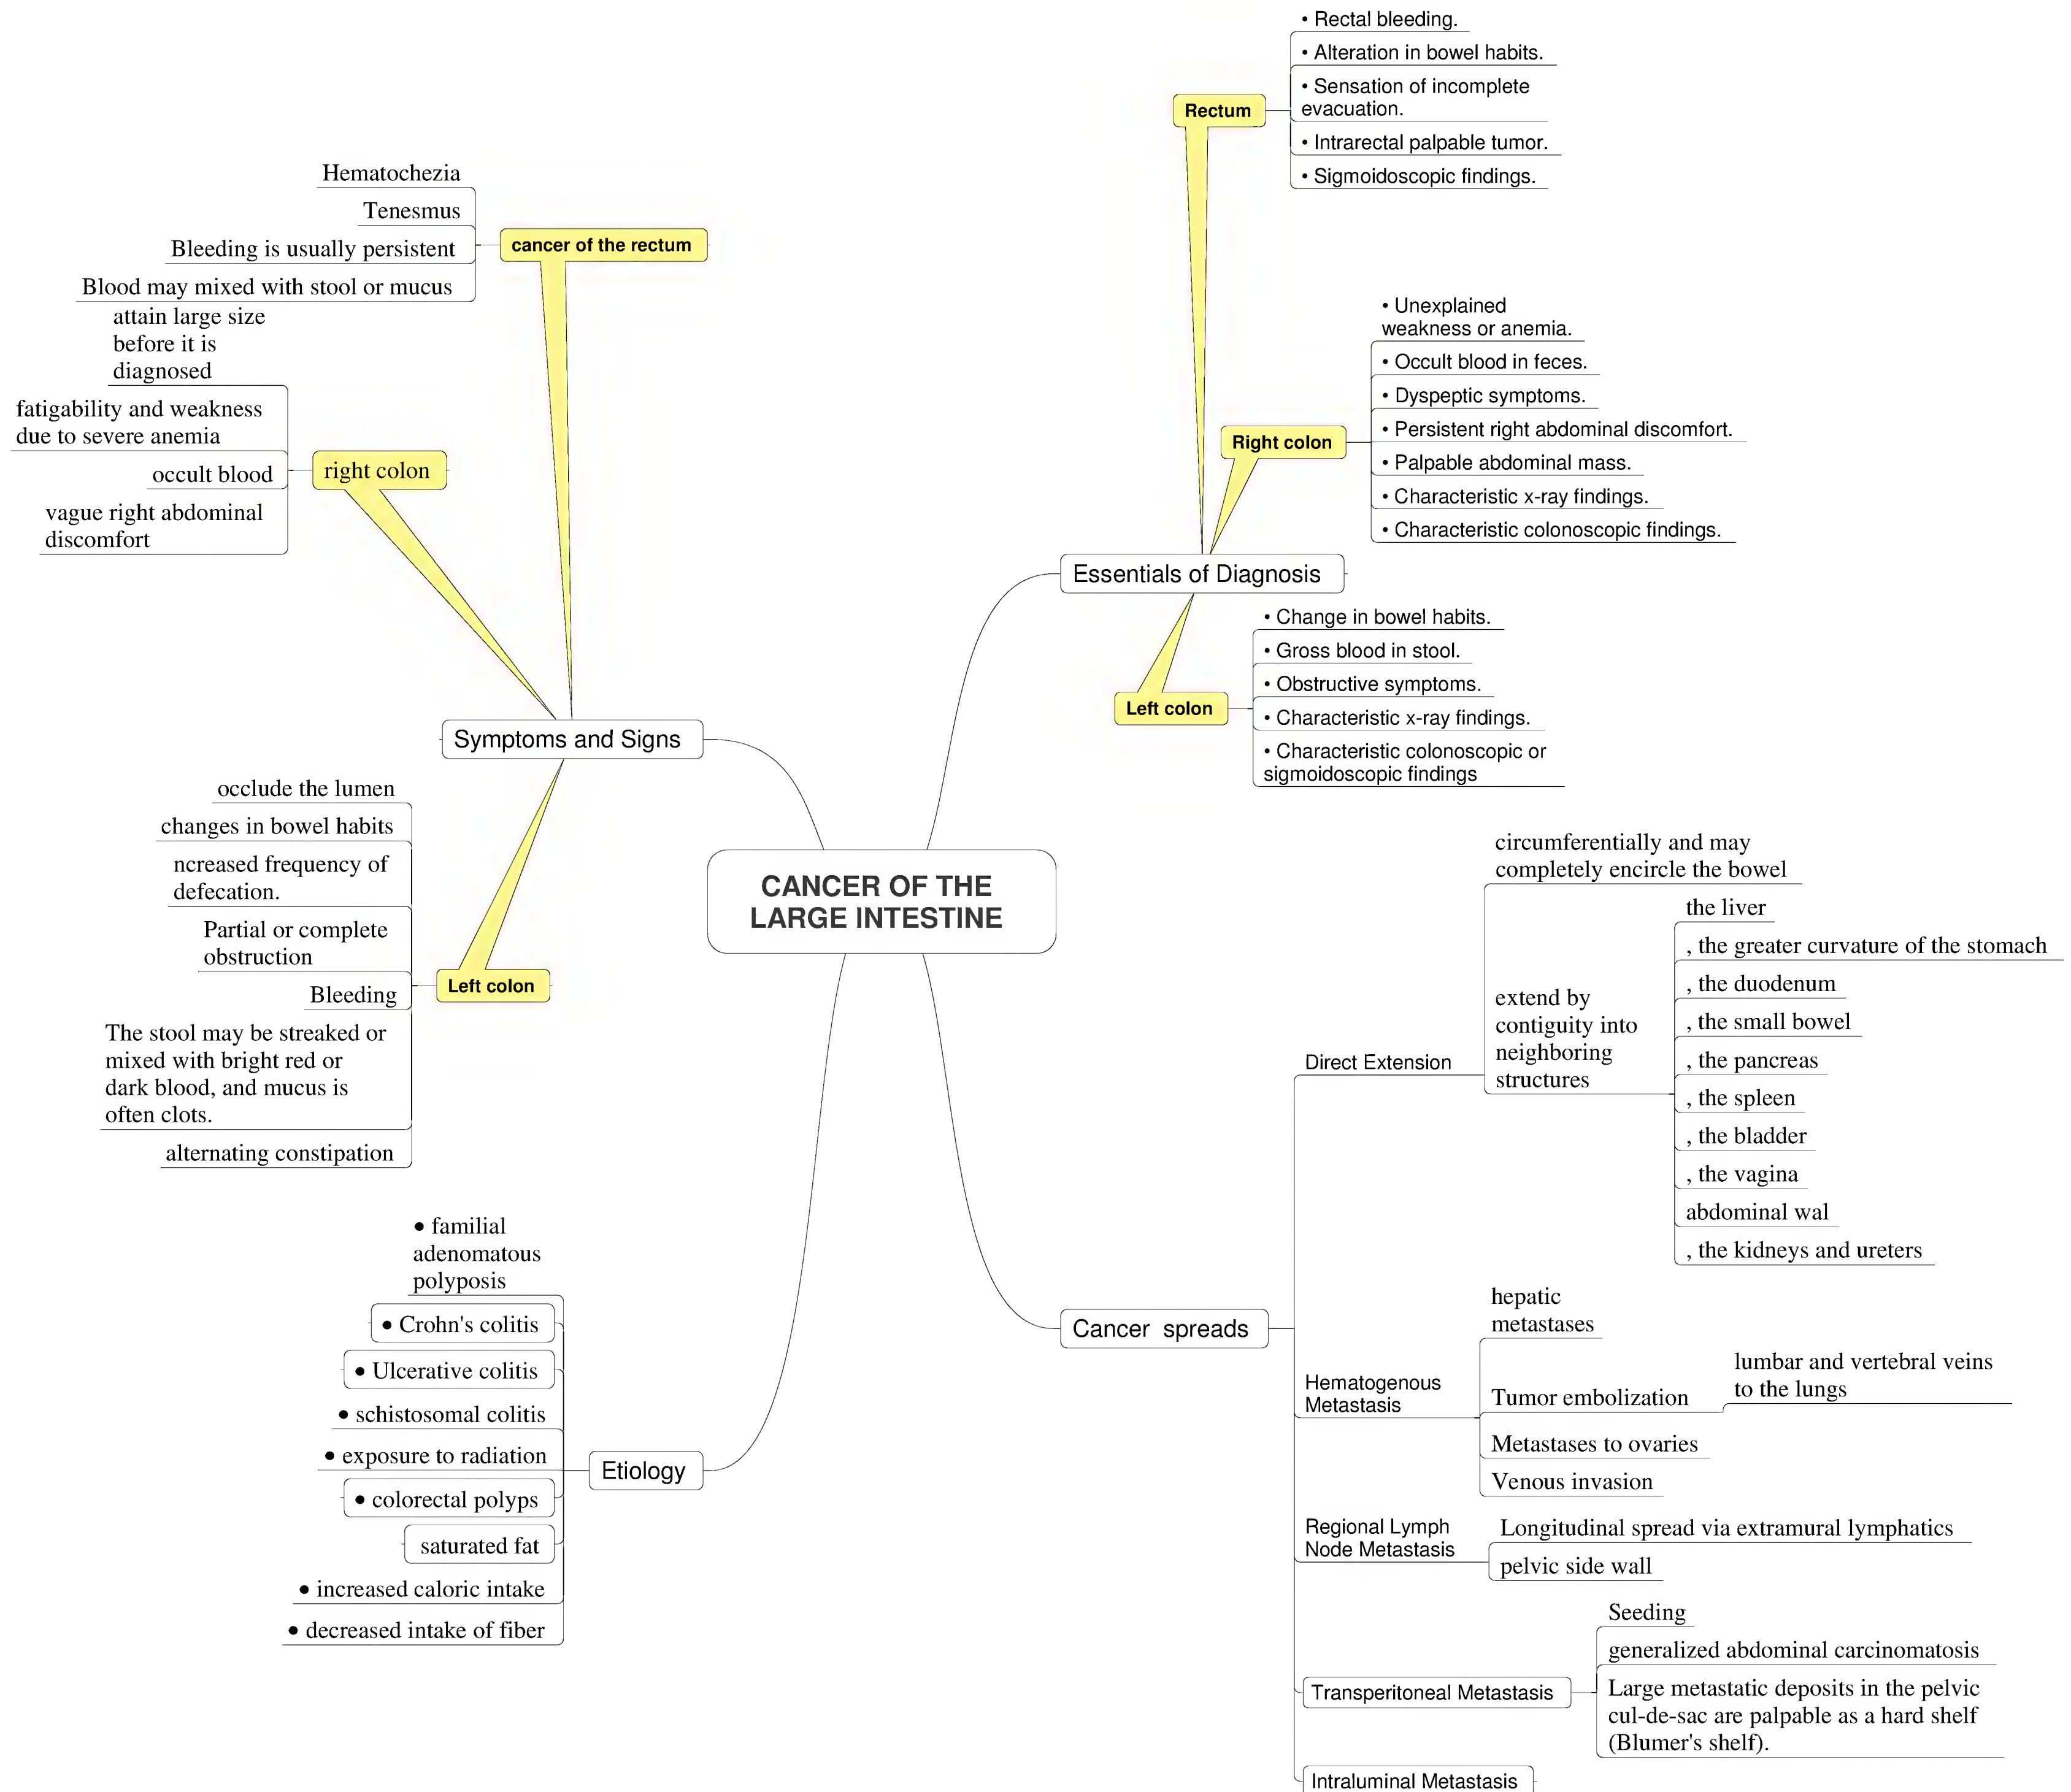 CANCER OF THE
LARGE INTESTINE
Essentials of Diagnosis
Rectum
• Rectal bleeding.
• Alteration in bowel habits.
• Sensation of incomplete
evacuation.
• Intrarectal palpable tumor.
• Sigmoidoscopic findings.
Right colon
• Unexplained
weakness or anemia.
• Occult blood in feces.
• Dyspeptic symptoms.
• Persistent right abdominal discomfort.
• Palpable abdominal mass.
• Characteristic x-ray findings.
• Characteristic colonoscopic findings.
Left colon
• Change in bowel habits.
• Gross blood in stool.
• Obstructive symptoms.
• Characteristic x-ray findings.
• Characteristic colonoscopic or
sigmoidoscopic findings
Cancer spreads
Direct Extension
circumferentially and may
completely encircle the bowel
extend by
contiguity into
neighboring
structures
the liver
, the greater curvature of the stomach
, the duodenum
, the small bowel
, the pancreas
, the spleen
, the bladder
, the vagina
abdominal wal
, the kidneys and ureters
Hematogenous
Metastasis
hepatic
metastases
Tumor embolization
lumbar and vertebral veins
to the lungs
Metastases to ovaries
Venous invasion
Regional Lymph
Node Metastasis
Longitudinal spread via extramural lymphatics
pelvic side wall
Transperitoneal Metastasis
Seeding
generalized abdominal carcinomatosis
Large metastatic deposits in the pelvic
cul-de-sac are palpable as a hard shelf
(Blumer's shelf).
Intraluminal Metastasis
Symptoms and Signs
cancer of the rectum
Hematochezia
Tenesmus
Bleeding is usually persistent
Blood may mixed with stool or mucus
right colon
attain large size
before it is
diagnosed
fatigability and weakness
due to severe anemia
occult blood
vague right abdominal
discomfort
Left colon
occlude the lumen
changes in bowel habits
ncreased frequency of
defecation.
Partial or complete
obstruction
Bleeding
The stool may be streaked or
mixed with bright red or
dark blood, and mucus is
often clots.
alternating constipation
Etiology
• familial
adenomatous
polyposis
• Crohn's colitis
• Ulcerative colitis
• schistosomal colitis
• exposure to radiation
• colorectal polyps
saturated fat
• increased caloric intake
• decreased intake of fiber